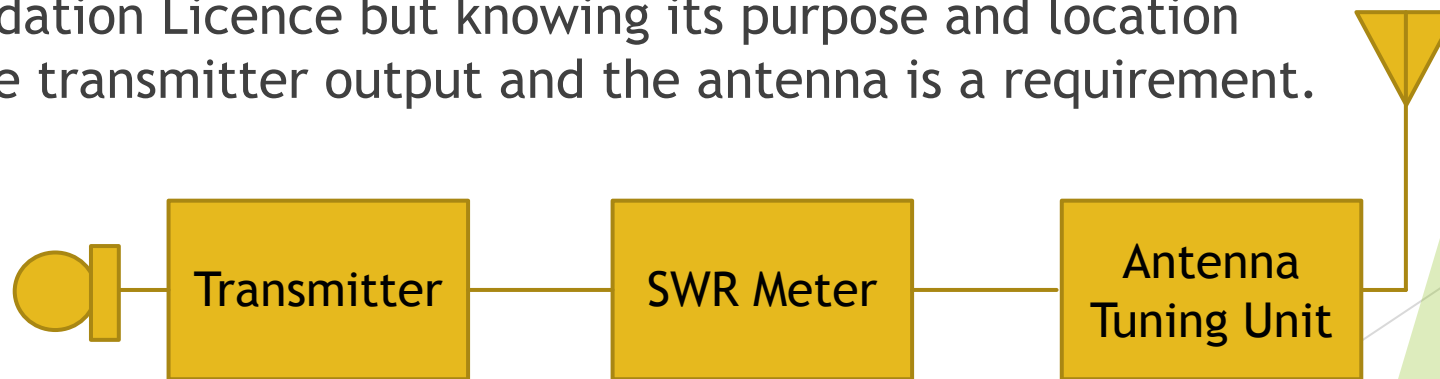 dation Licence but knowing its purpose and location
e transmitter output and the antenna is a requirement.
Transmitter
SWR Meter
Antenna
Tuning Unit